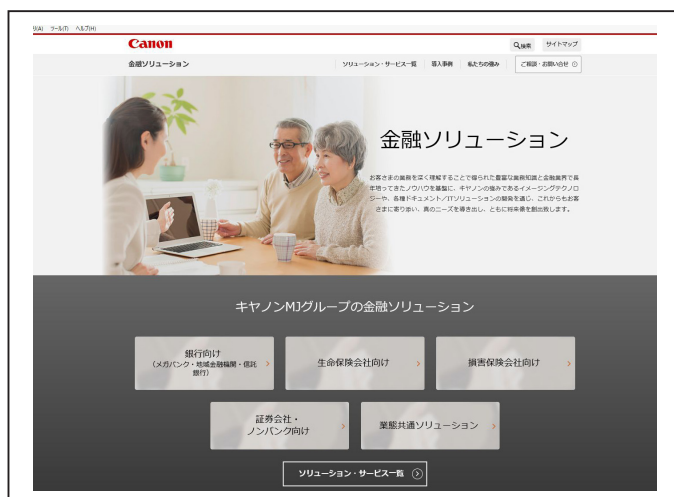 ツール(T) ヘルプ(H)
Canon
検索 サイトマップ
金融ソリューション ソリューション・サービス一覧 導入事例 私たちの強み ご相談・お問い合せ
金融ソリューション
お客さまの業務を深く理解することで得られた豊富な業務知識と金融業界で長
年培ってきたノウハウを基盤に、キヤノンの強みであるイメージングテクノロ
ジーや、各種ドキュメント/ITソリューションの開発を通じ、これからもお客
さまに寄り添い、真のニーズを導き出し、ともに将来像を創出致します。
キヤノンMJグループの金融ソリューション
銀行向け
(メガバンク・地域金融機関・信託
銀行)
生命保険会社向け
損害保険会社向け
証券会社・
ノンバンク向け
業態共通ソリューション
ソリューション・サービス一覧